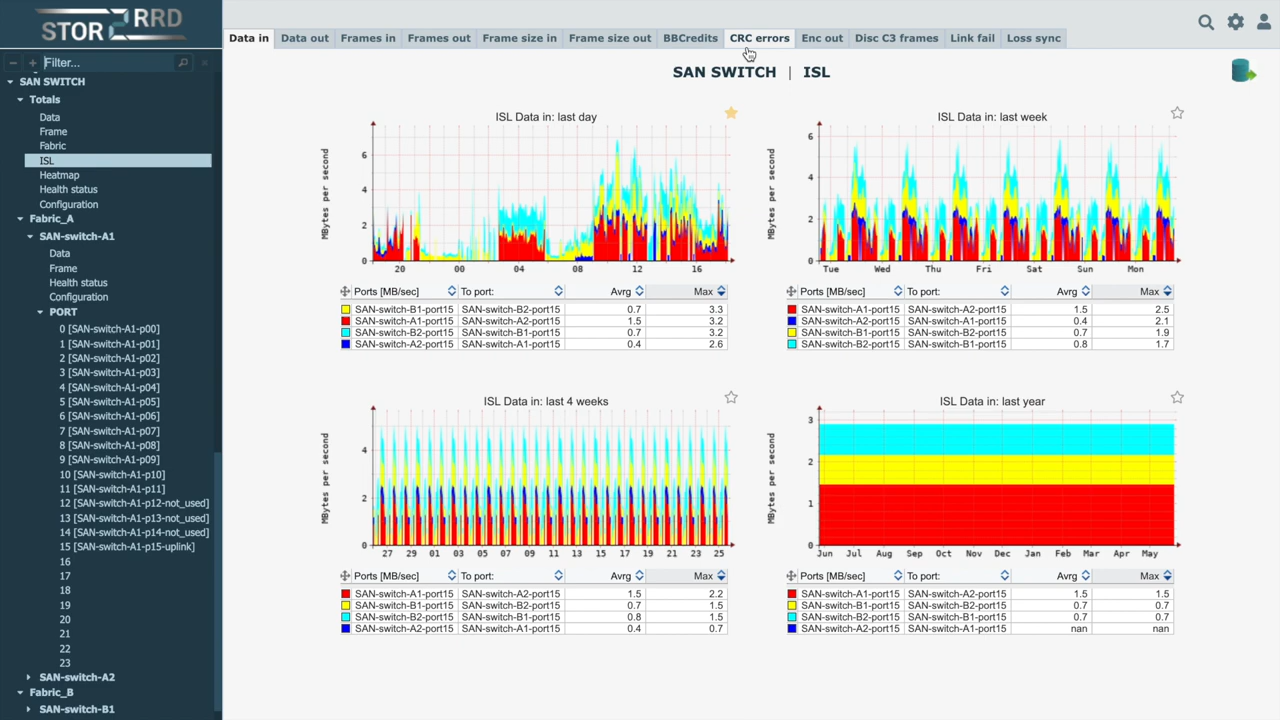 STOR2RRD
Filter...
SAN SWITCH
Totals
Data
Frame
Fabric
ISL
Heatmap
Health status
Configuration
Fabric_A
SAN-switch-A1
Data
Frame
Health status
Configuration
PORT
0 [SAN-switch-A1-p00]
1 [SAN-switch-A1-p01]
2 [SAN-switch-A1-p02]
3 [SAN-switch-A1-p03]
4 [SAN-switch-A1-p04]
5 [SAN-switch-A1-p05]
6 [SAN-switch-A1-p06]
7 [SAN-switch-A1-p07]
8 [SAN-switch-A1-p08]
9 [SAN-switch-A1-p09]
10 [SAN-switch-A1-p10]
11 [SAN-switch-A1-p11]
12 [SAN-switch-A1-p12-not_used]
13 [SAN-switch-A1-p13-not_used]
14 [SAN-switch-A1-p14-not_used]
15 [SAN-switch-A1-p15-uplink]
16
17
18
19
20
21
22
23
SAN-switch-A2
Fabric_B
SAN-switch-B1
Data in Data out Frames in Frames out Frame size in Frame size out BBCredits CRC errors Enc out Disc C3 frames Link fail Loss sync
SAN SWITCH | ISL
ISL Data in: last day
MBytes per second
6
4
2
0
20 00 04 08 12 16
Ports [MB/sec] To port: Avrg Max
SAN-switch-B1-port15 SAN-switch-B2-port15 0.7 3.3
SAN-switch-A1-port15 SAN-switch-A2-port15 1.5 3.2
SAN-switch-B2-port15 SAN-switch-B1-port15 0.7 3.2
SAN-switch-A2-port15 SAN-switch-A1-port15 0.4 2.6
ISL Data in: last week
MBytes per second
6
4
2
0
Tue Wed Thu Fri Sat Sun Mon
Ports [MB/sec] To port: Avrg Max
SAN-switch-A1-port15 SAN-switch-A2-port15 1.5 2.5
SAN-switch-A2-port15 SAN-switch-A1-port15 0.4 2.1
SAN-switch-B1-port15 SAN-switch-B2-port15 0.7 1.9
SAN-switch-B2-port15 SAN-switch-B1-port15 0.8 1.7
ISL Data in: last 4 weeks
MBytes per second
4
2
0
27 29 01 03 05 07 09 11 13 15 17 19 21 23 25
Ports [MB/sec] To port: Avrg Max
SAN-switch-A1-port15 SAN-switch-A2-port15 1.5 2.2
SAN-switch-B1-port15 SAN-switch-B2-port15 0.7 1.5
SAN-switch-B2-port15 SAN-switch-B1-port15 0.8 1.5
SAN-switch-A2-port15 SAN-switch-A1-port15 0.4 0.7
ISL Data in: last year
MBytes per second
3
2
1
0
Jun Jul Aug Sep Oct Nov Dec Jan Feb Mar Apr May
Ports [MB/sec] To port: Avrg Max
SAN-switch-A1-port15 SAN-switch-A2-port15 1.5 1.5
SAN-switch-B1-port15 SAN-switch-B2-port15 0.7 0.7
SAN-switch-B2-port15 SAN-switch-B1-port15 0.7 0.7
SAN-switch-A2-port15 SAN-switch-A1-port15 nan nan